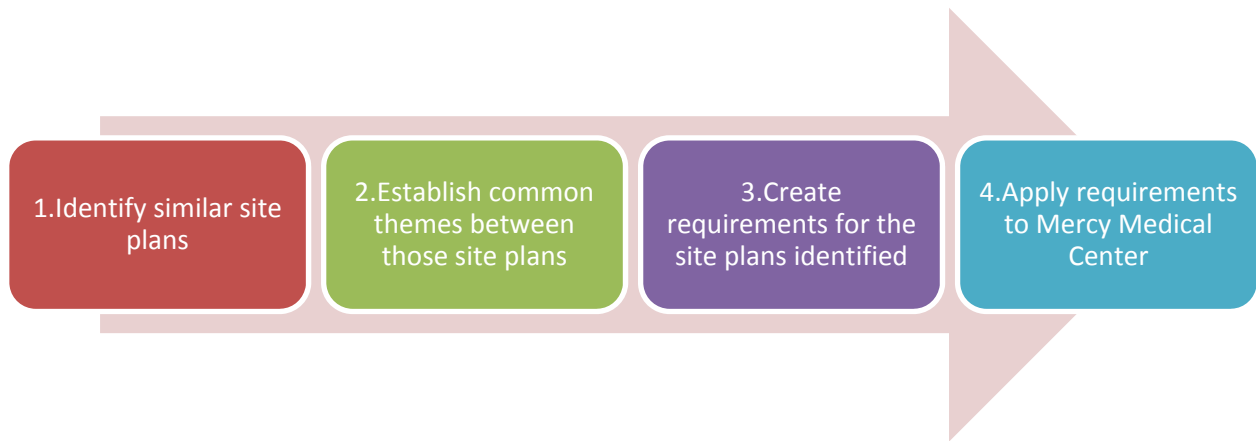 1.Identify similar site
plans
2.Establish common
themes between
those site plans
3.Create
requirements for the
site plans identified
4.Apply requirements
to Mercy Medical
Center